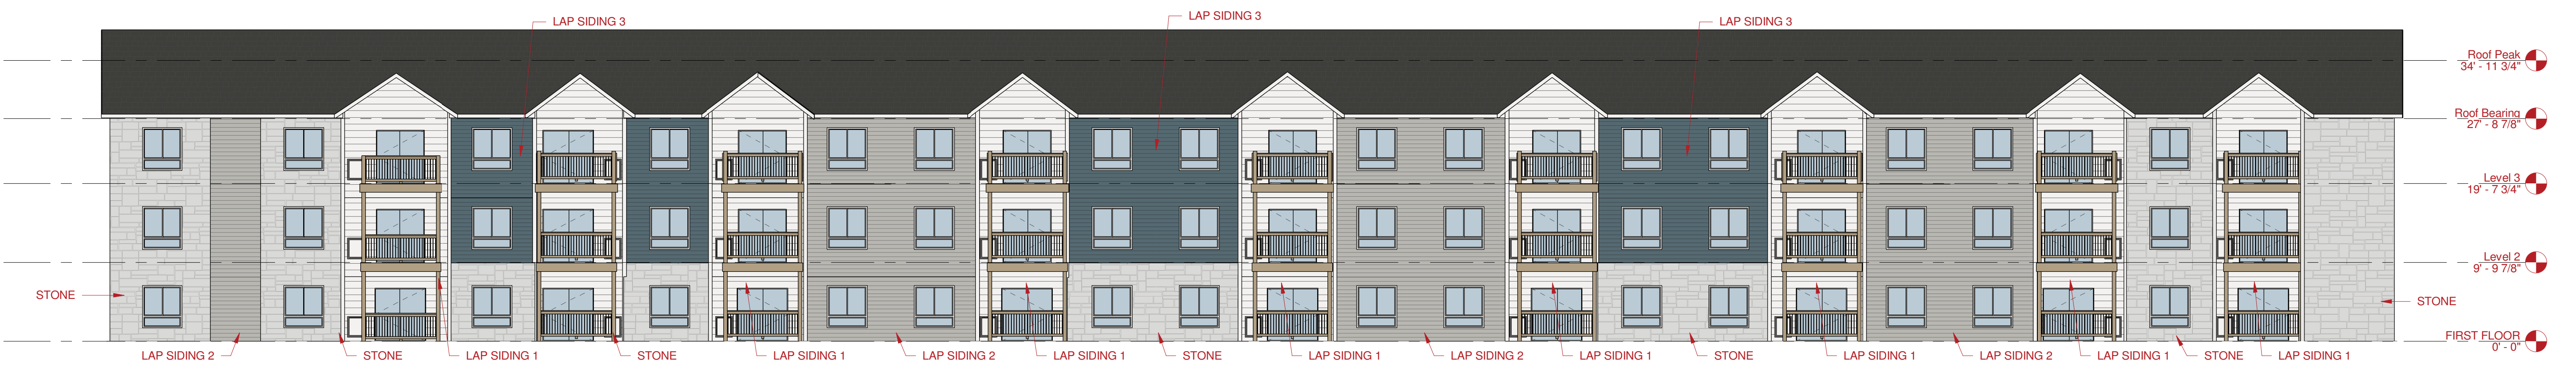 LAP SIDING 3
LAP SIDING 3
LAP SIDING 3
Roof Peak
34' - 11 3/4"
Roof Bearing
27' - 8 7/8"
Level 3
19' - 7 3/4"
Level 2
9' - 9 7/8"
STONE
STONE
FIRST FLOOR
0' - 0"
LAP SIDING 2
STONE
LAP SIDING 1
STONE
LAP SIDING 1
LAP SIDING 2
LAP SIDING 1
STONE
LAP SIDING 1
LAP SIDING 2
LAP SIDING 1
STONE
LAP SIDING 1
LAP SIDING 2
LAP SIDING 1
STONE
LAP SIDING 1